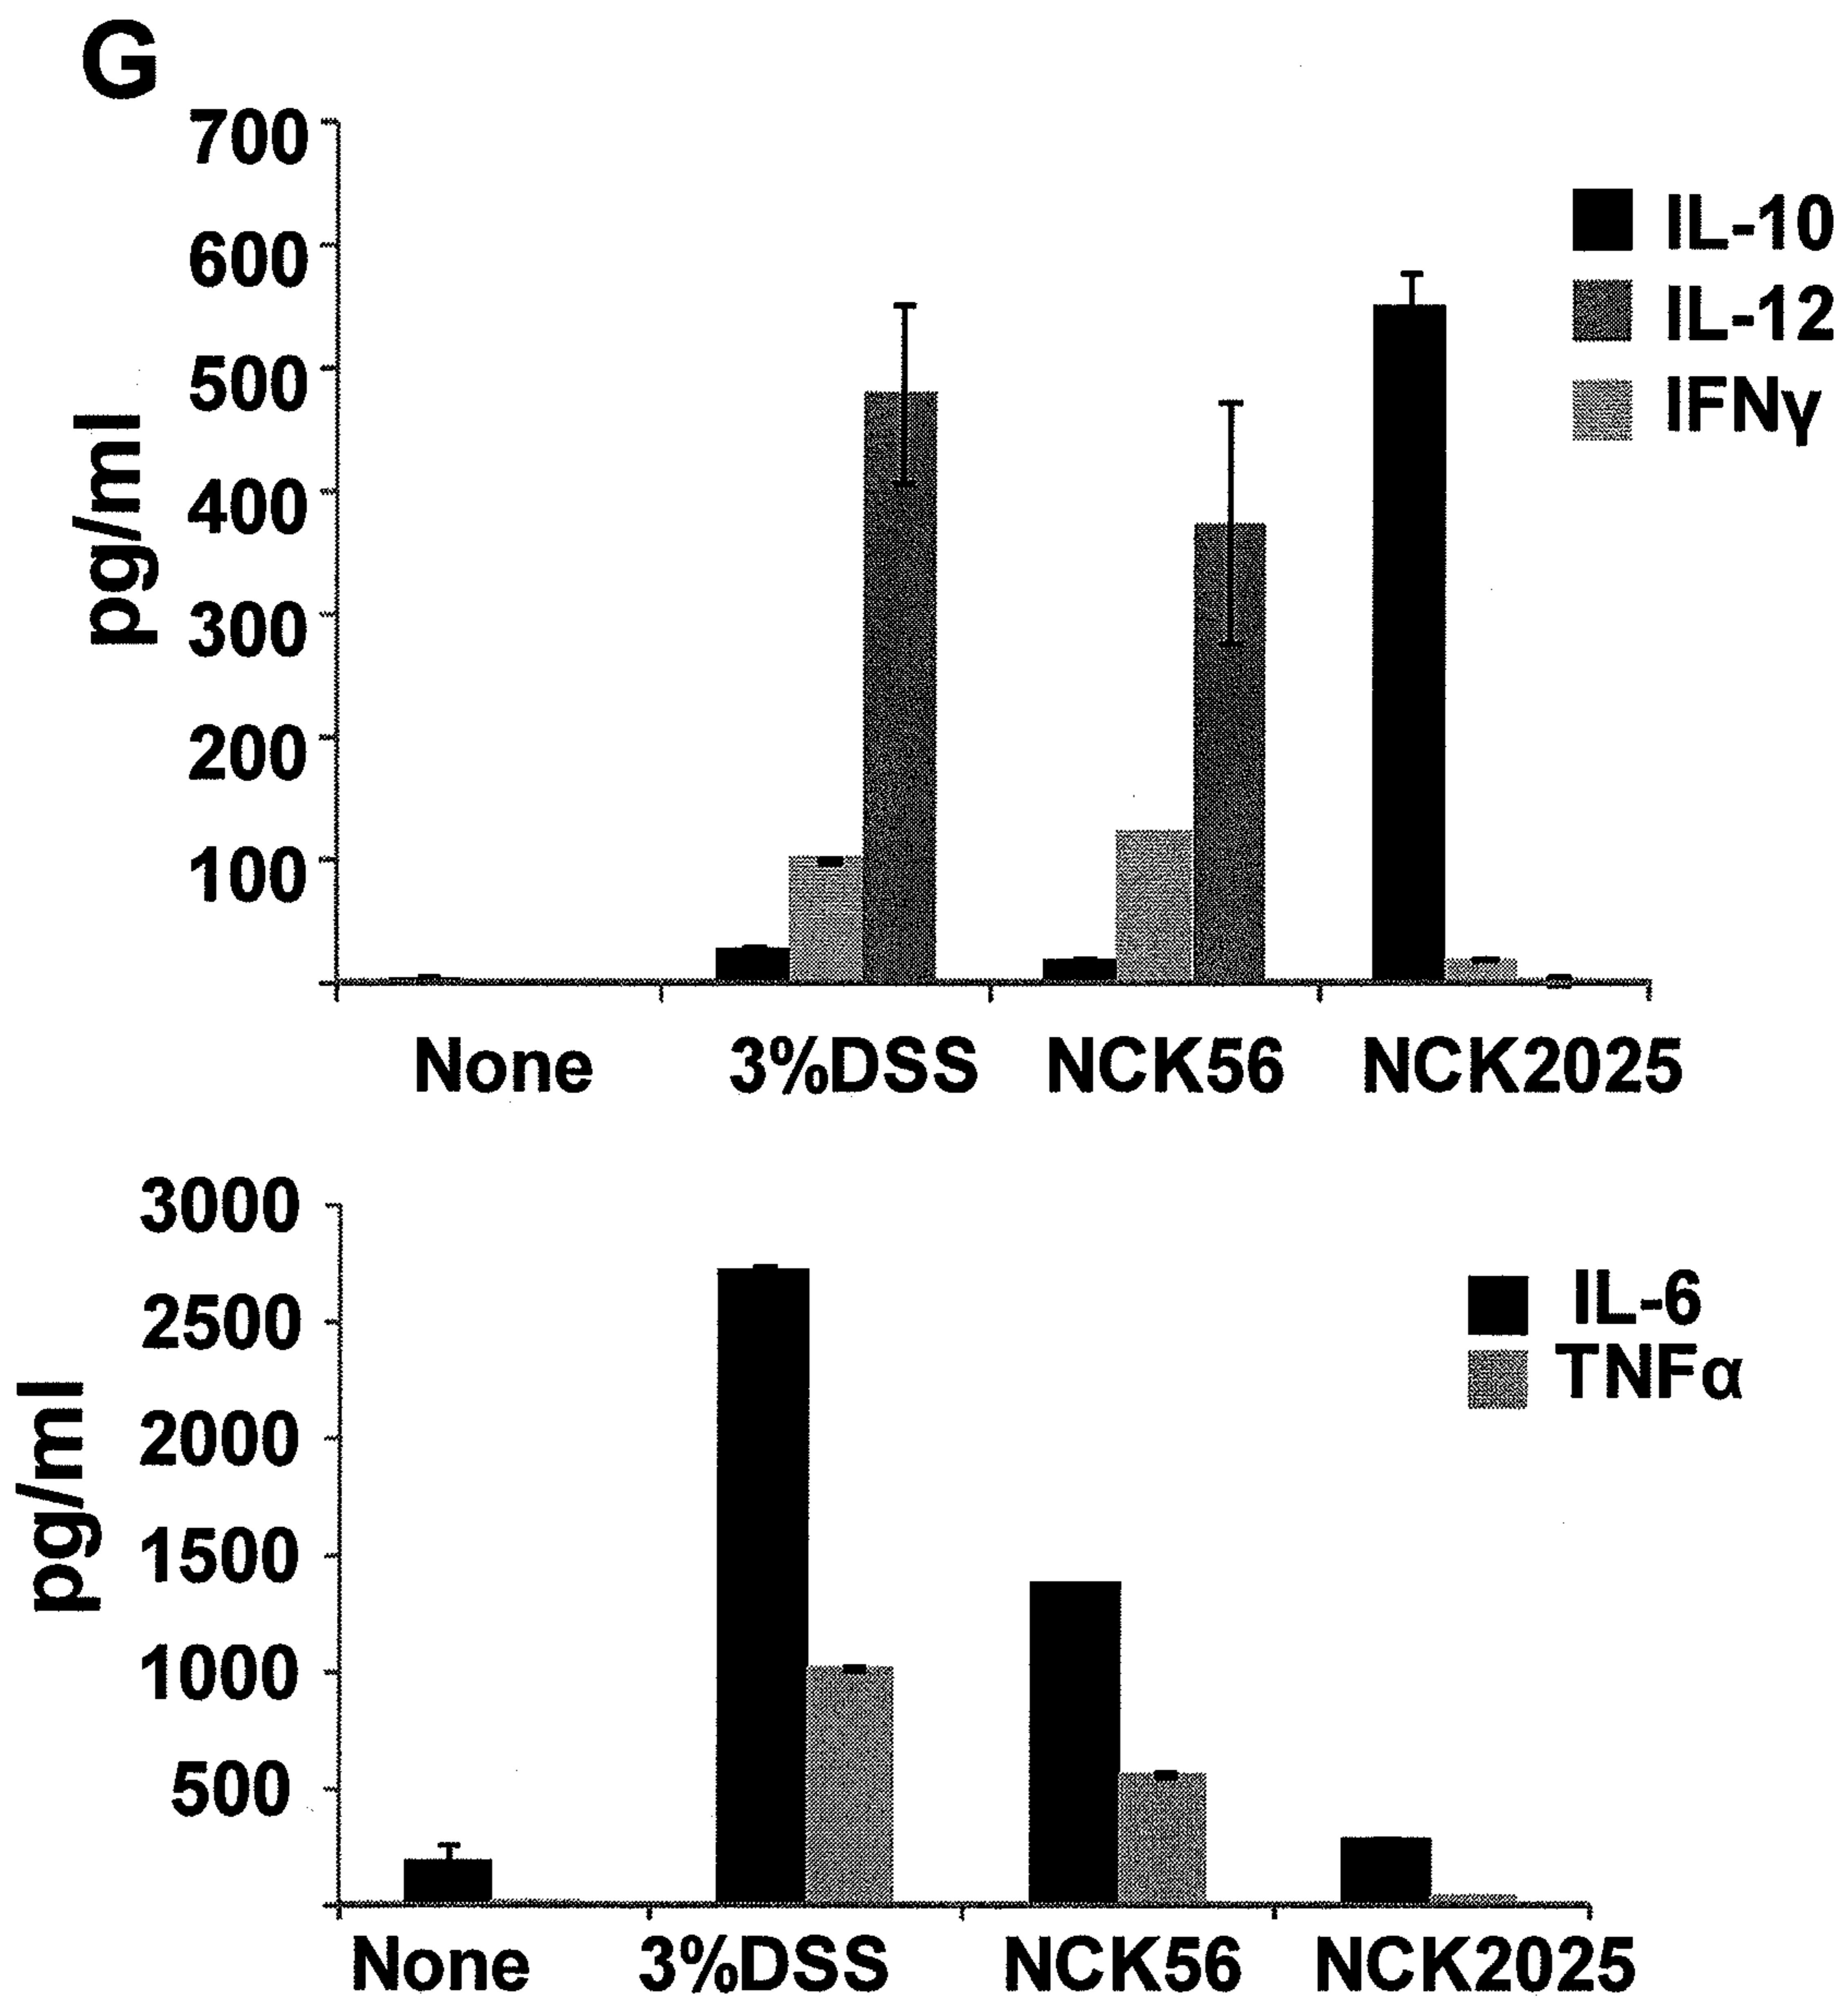 G
700
600
500
400
300
200
100
pg/ml
IL-10
IL-12
IFNγ
None 3%DSS NCK56 NCK2025
3000
2500
2000
1500
1000
500
pg/ml
IL-6
TNFα
None 3%DSS NCK56 NCK2025